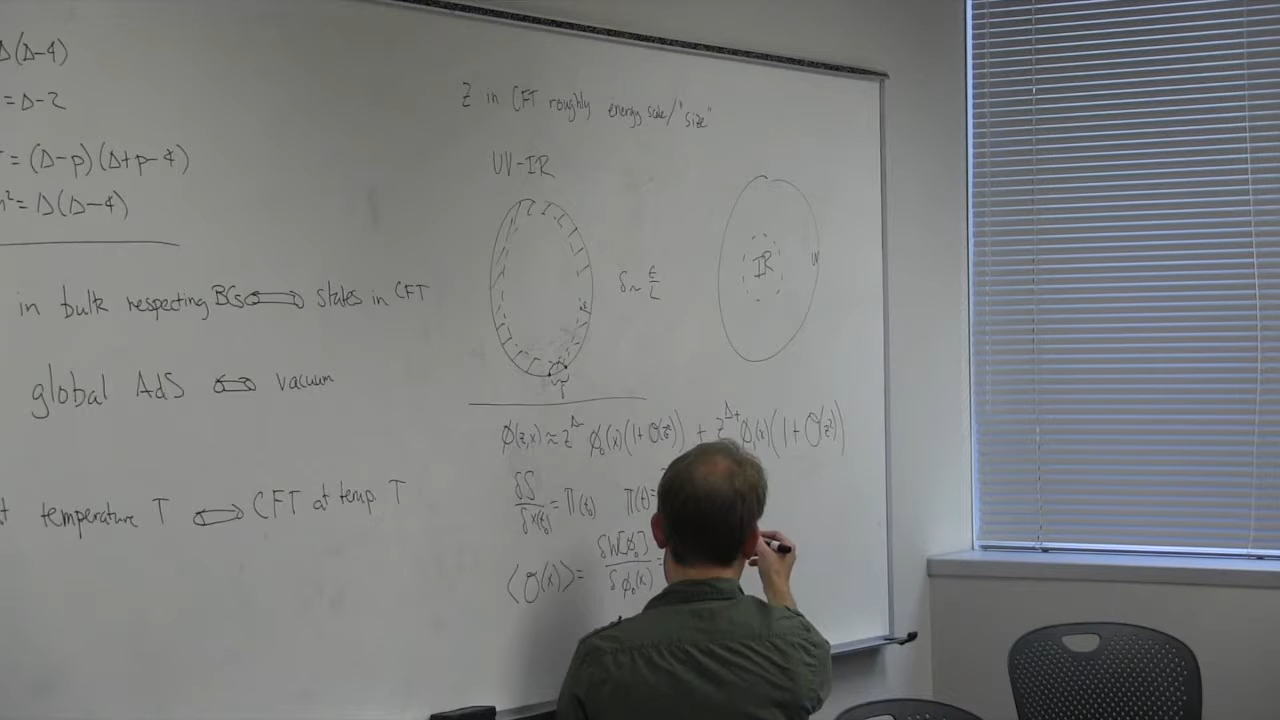 Δ(Δ-4)
= Δ-2
= (Δ-p)(Δ+p-4)
m²= Δ(Δ-4)
in bulk respecting BCs ⟺ states in CFT
global AdS ⟺ vacuum
temperature T ⟺ CFT at temp. T
Z in CFT roughly energy scale/"size"
UV-IR
δ ~ ε/L
IR
UV
ϕ(z,x) ≈ z^Δ- ϕ₀(x)(1+O(z²)) + z^Δ+ ϕ₁(x)(1+O(z²))
δS/δx(t₀) = Π(t₀) Π(t)=
⟨O(x)⟩= δW[ϕ₀]/δϕ₀(x) =